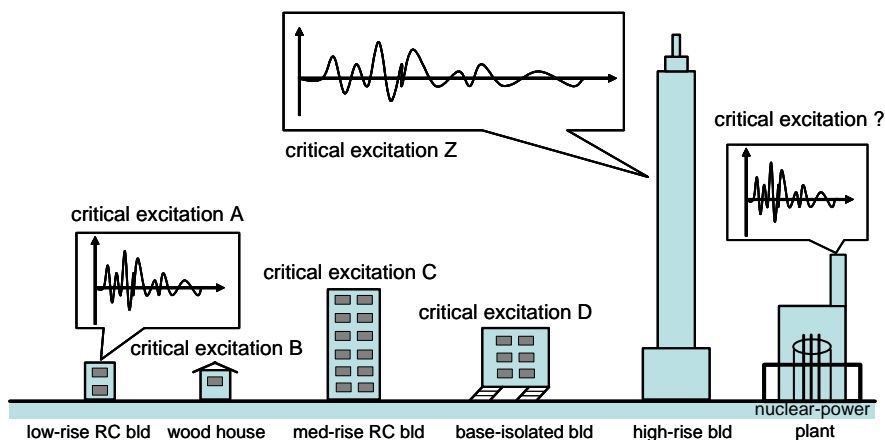 critical excitation Z
critical excitation ?
critical excitation A
critical excitation C
critical excitation D
critical excitation B
nuclear-power
low-rise RC bld
wood house
med-rise RC bld
base-isolated bld
high-rise bld
plant